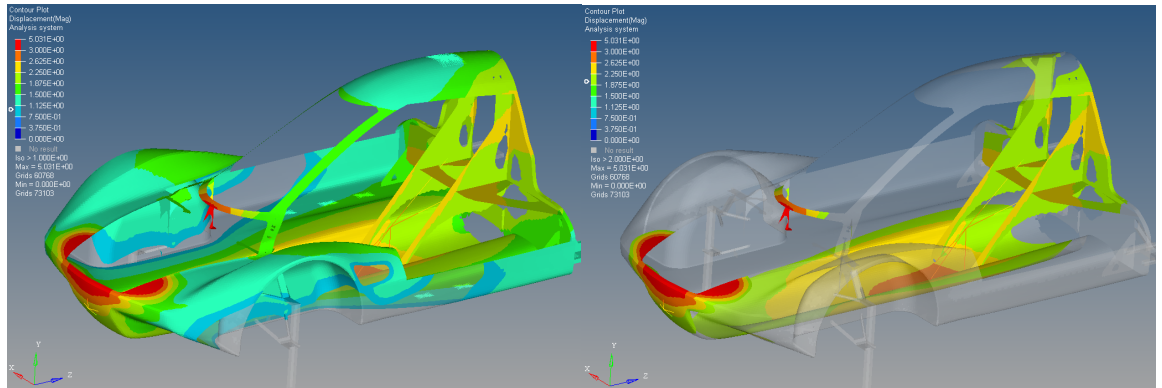 Contour Plot
Displacement(Mag)
Analysis system
5.031E+00
3.000E+00
2.625E+00
2.250E+00
1.875E+00
1.500E+00
1.125E+00
7.500E-01
3.750E-01
0.000E+00
No result
Iso > 1.000E+00
Max = 5.031E+00
Grids 60768
Min = 0.000E+00
Grids 73103
Y
X
Z
Contour Plot
Displacement(Mag)
Analysis system
5.031E+00
3.000E+00
2.625E+00
2.250E+00
1.875E+00
1.500E+00
1.125E+00
7.500E-01
3.750E-01
0.000E+00
No result
Iso > 2.000E+00
Max = 5.031E+00
Grids 60768
Min = 0.000E+00
Grids 73103
Y
X
Z